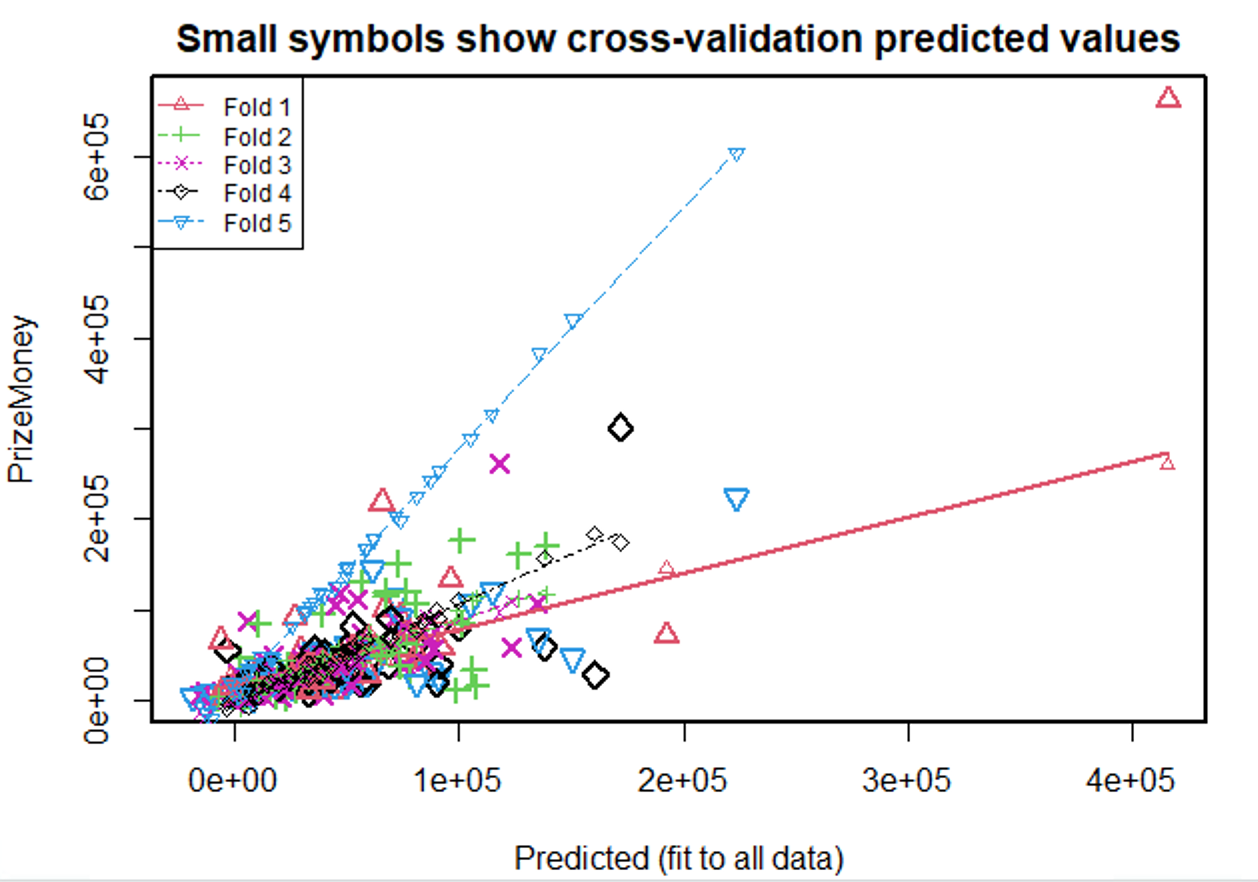 Small symbols show cross-validation predicted values
Fold 1
Fold 2
Fold 3
Fold 4
Fold 5
PrizeMoney
6e+05
4e+05
2e+05
0e+00
0e+00 1e+05 2e+05 3e+05 4e+05
Predicted (fit to all data)